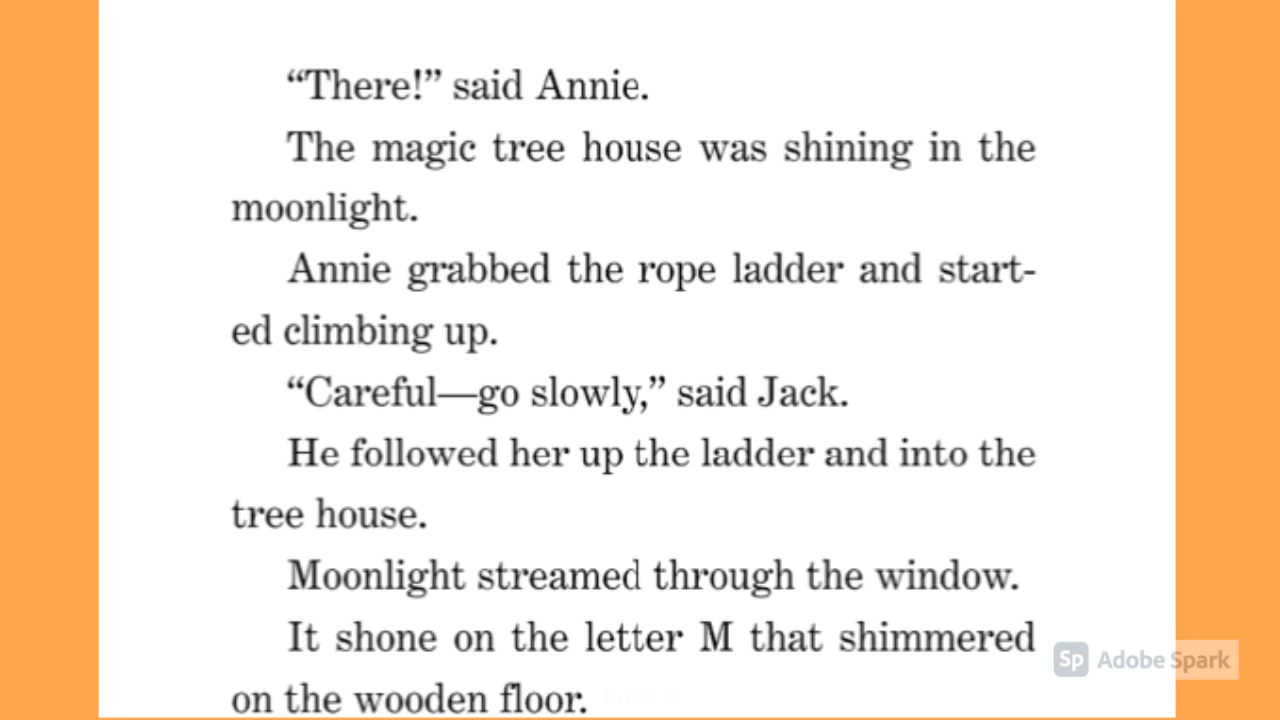 “There!” said Annie.
The magic tree house was shining in the
moonlight.
Annie grabbed the rope ladder and start-
ed climbing up.
“Careful—go slowly,” said Jack.
He followed her up the ladder and into the
tree house.
Moonlight streamed through the window.
It shone on the letter M that shimmered
on the wooden floor.
Sp Adobe Spark